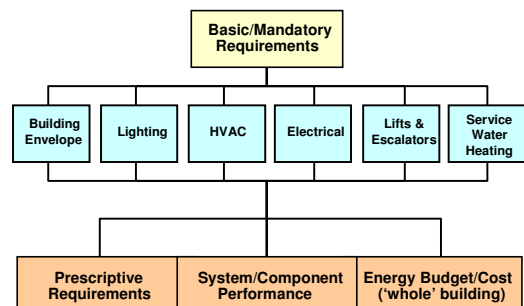 Basic/Mandatory
Requirements
Building
Envelope
Lighting
HVAC
Electrical
Lifts &
Escalators
Service
Water
Heating
Prescriptive
Requirements
System/Component
Performance
Energy Budget/Cost
(‘whole’ building)